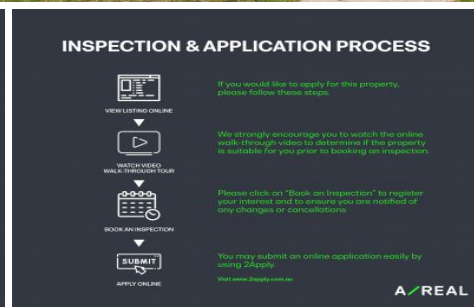 INSPECTION & APPLICATION PROCESS
VIEW LISTING ONLINE
If you would like to apply for this property,
please follow these steps.
WATCH VIDEO
WALK-THROUGH TOUR
We strongly encourage you to watch the online
walk-through video to determine if the property
is suitable for you prior to booking an inspection.
BOOK AN INSPECTION
Please click on "Book an Inspection" to register
your interest and to ensure you are notified of
any changes or cancellations.
SUBMIT
APPLY ONLINE
You may submit an online application easily by
using 2Apply.
Visit www.2apply.com.au
A/REAL